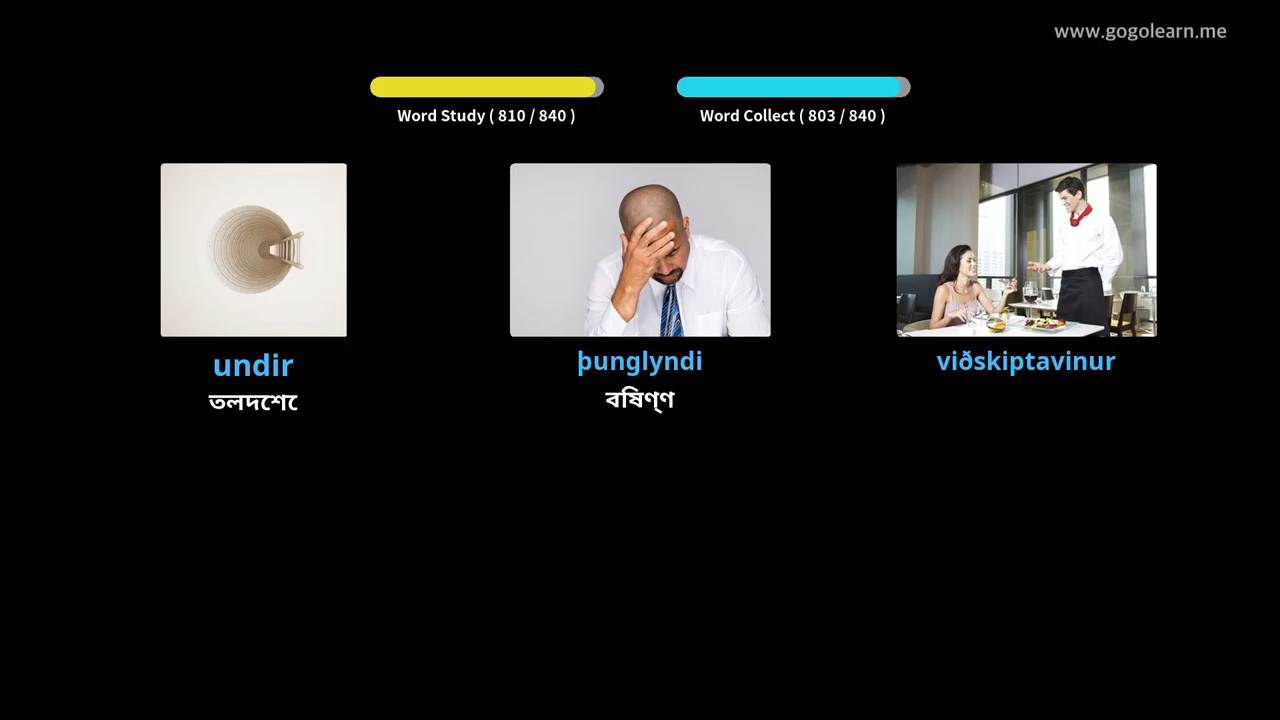 www.gogolearn.me
Word Study ( 810 / 840 )
Word Collect ( 803 / 840 )
undir
þunglyndi
viðskiptavinur
তলদেশে
বিষণ্ণ